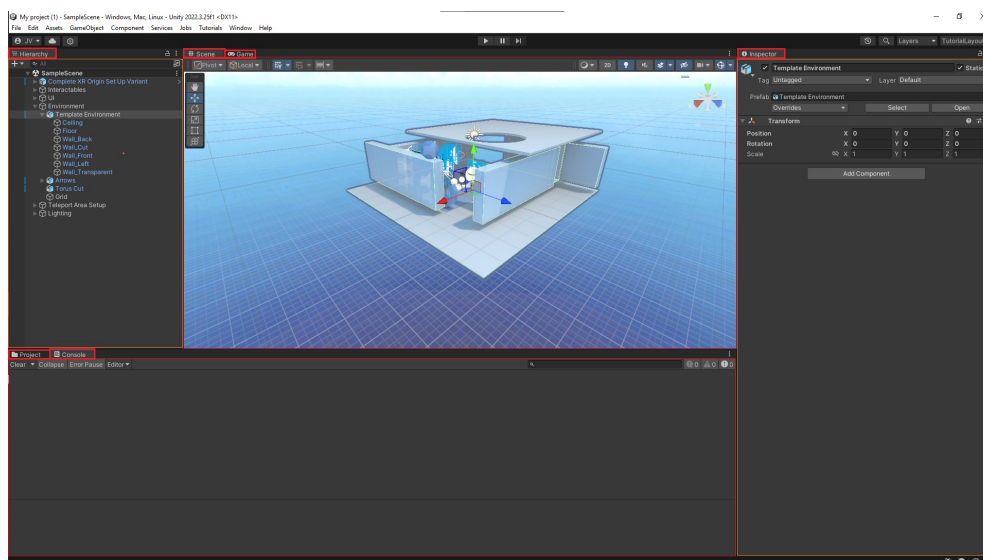 My project (1) - SampleScene - Windows, Mac, Linux - Unity 2022.3.25f1 <DX11>
File Edit Assets GameObject Component Services Jobs Tutorials Window Help
JV Layers TutorialLayou
Hierarchy
All
SampleScene
Complete XR Origin Set Up Variant
Interactables
UI
Environment
Template Environment
Ceiling
Floor
Wall_Back
Wall_Cut
Wall_Front
Wall_Left
Wall_Transparent
Arrows
Torus Cut
Grid
Teleport Area Setup
Lighting
Scene Game
Pivot Local 2D
Inspector
Template Environment Static
Tag Untagged Layer Default
Prefab Template Environment
Overrides Select Open
Transform
Position X 0 Y 0 Z 0
Rotation X 0 Y 0 Z 0
Scale X 1 Y 1 Z 1
Add Component
Project Console
Clear Collapse Error Pause Editor 0 0 0